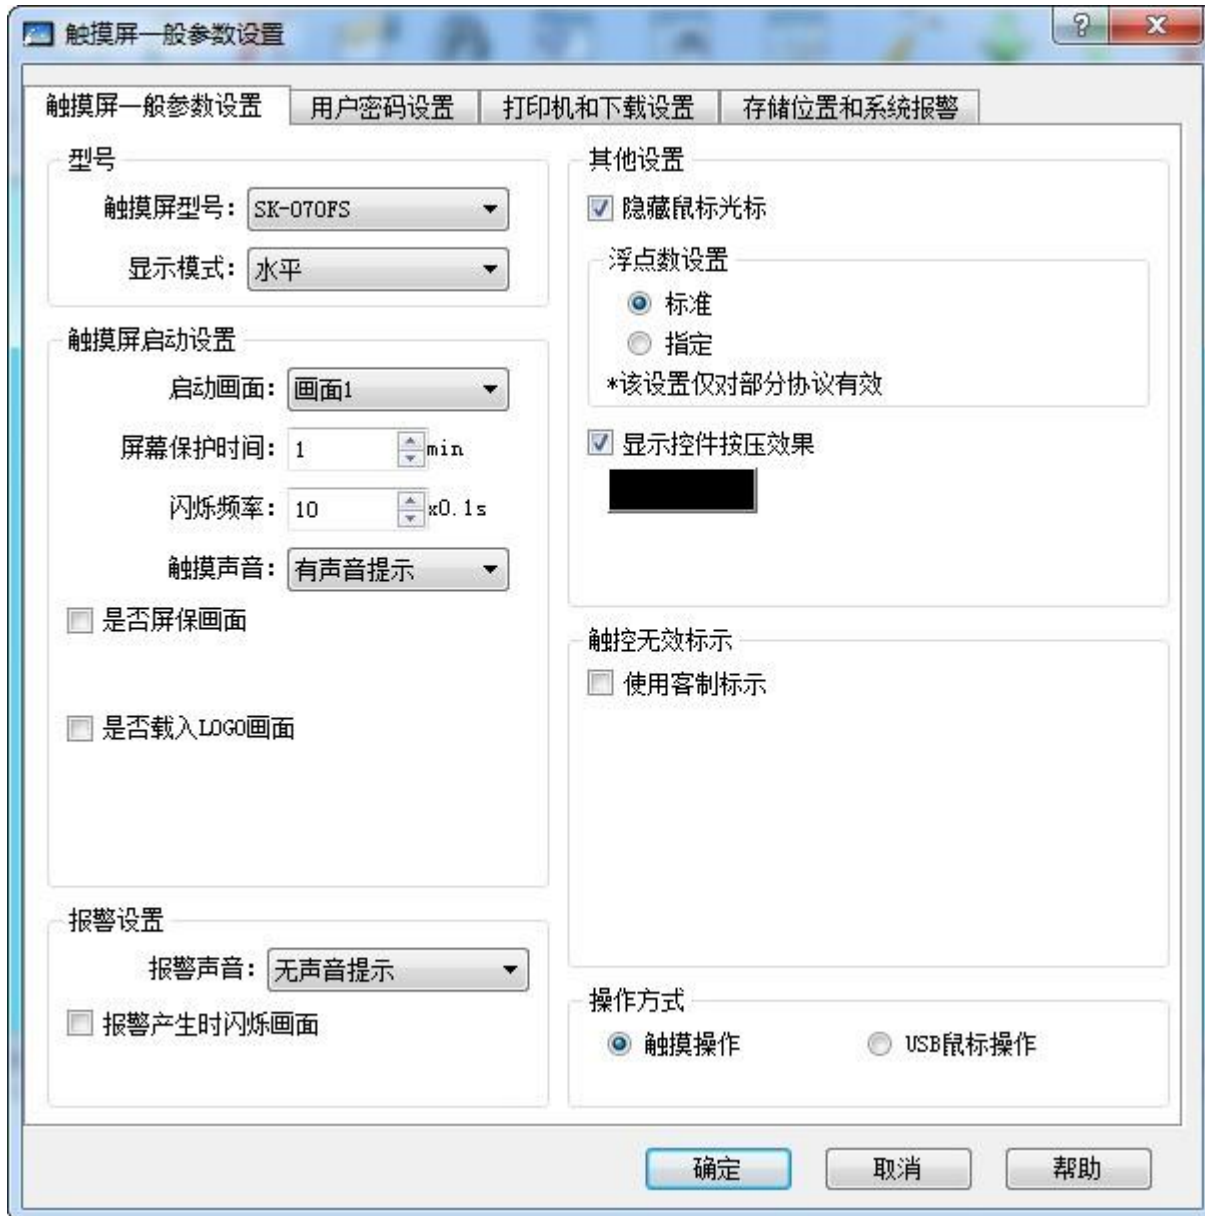 触摸屏一般参数设置
触摸屏一般参数设置 用户密码设置 打印机和下载设置 存储位置和系统报警
型号
触摸屏型号: SK-070FS
显示模式: 水平
触摸屏启动设置
启动画面: 画面1
屏幕保护时间: 1 min
闪烁频率: 10 x0.1s
触摸声音: 有声音提示
是否屏保画面
是否载入LOGO画面
报警设置
报警声音: 无声音提示
报警产生时闪烁画面
其他设置
隐藏鼠标光标
浮点数设置
标准
指定
*该设置仅对部分协议有效
显示控件按压效果
触控无效标示
使用客制标示
操作方式
触摸操作 USB鼠标操作
确定 取消 帮助